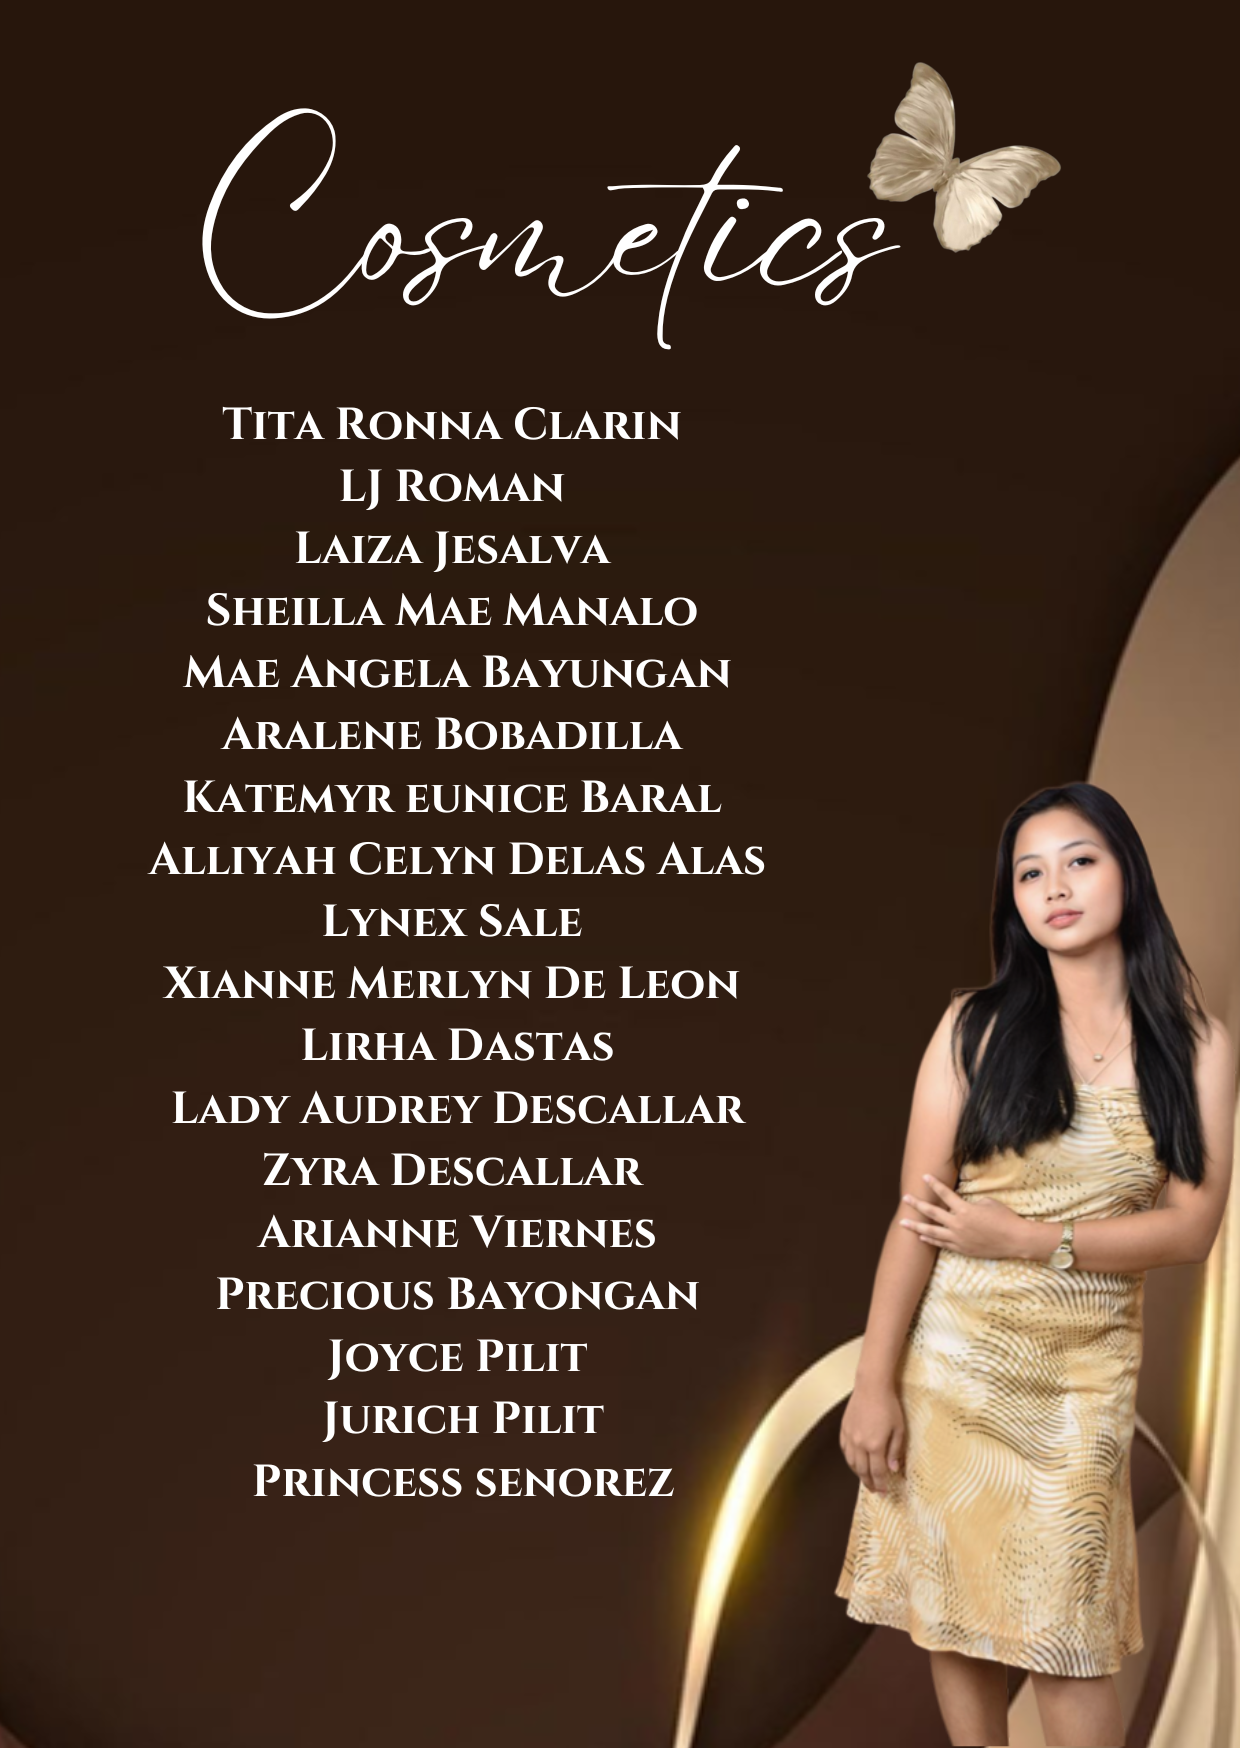 Cosmetics
Tita Ronna Clarin
LJ Roman
Laiza Jesalva
Sheilla Mae Manalo
Mae Angela Bayungan
Aralene Bobadilla
Katemyr eunice Baral
Alliyah Celyn Delas Alas
Lynex Sale
Xianne Merlyn De Leon
Lirha Dastas
Lady Audrey Descallar
Zyra Descallar
Arianne Viernes
Precious Bayongan
Joyce Pilit
Jurich Pilit
Princess senorez